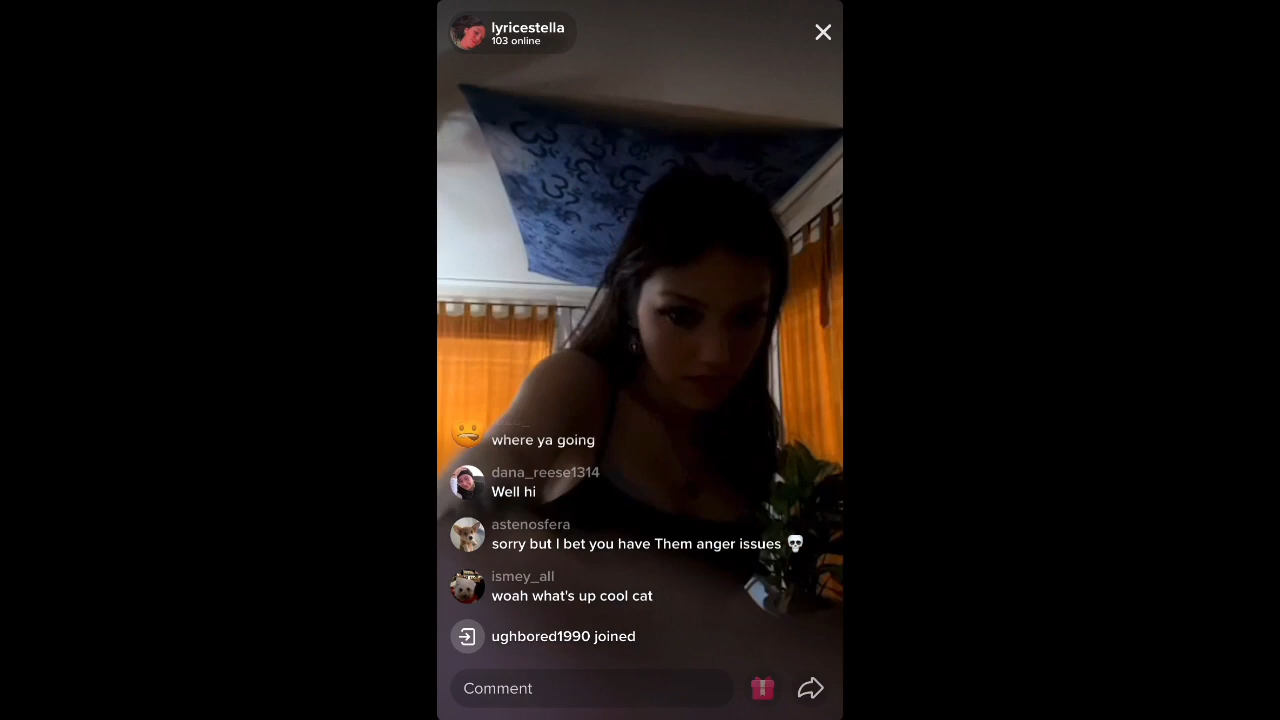 lyricestella
103 online
where ya going
dana_reese1314
Well hi
astenosfera
sorry but I bet you have Them anger issues 💀
ismey_all
woah what's up cool cat
ughbored1990 joined
Comment